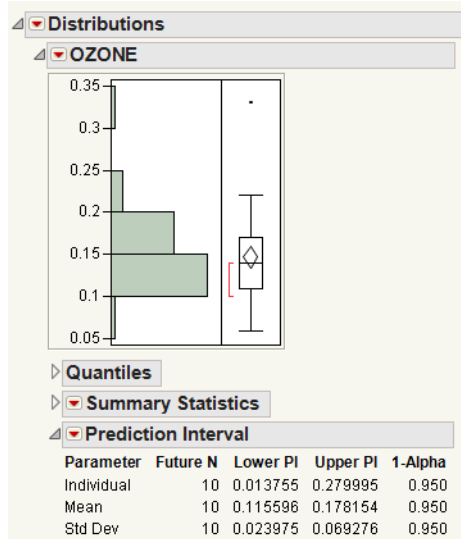 Distributions
OZONE
0.35
0.3
0.25
0.2
0.15
0.1
0.05
Quantiles
Summary Statistics
Prediction Interval
Parameter Future N Lower PI Upper PI 1-Alpha
Individual 10 0.013755 0.279995 0.950
Mean 10 0.115596 0.178154 0.950
Std Dev 10 0.023975 0.069276 0.950